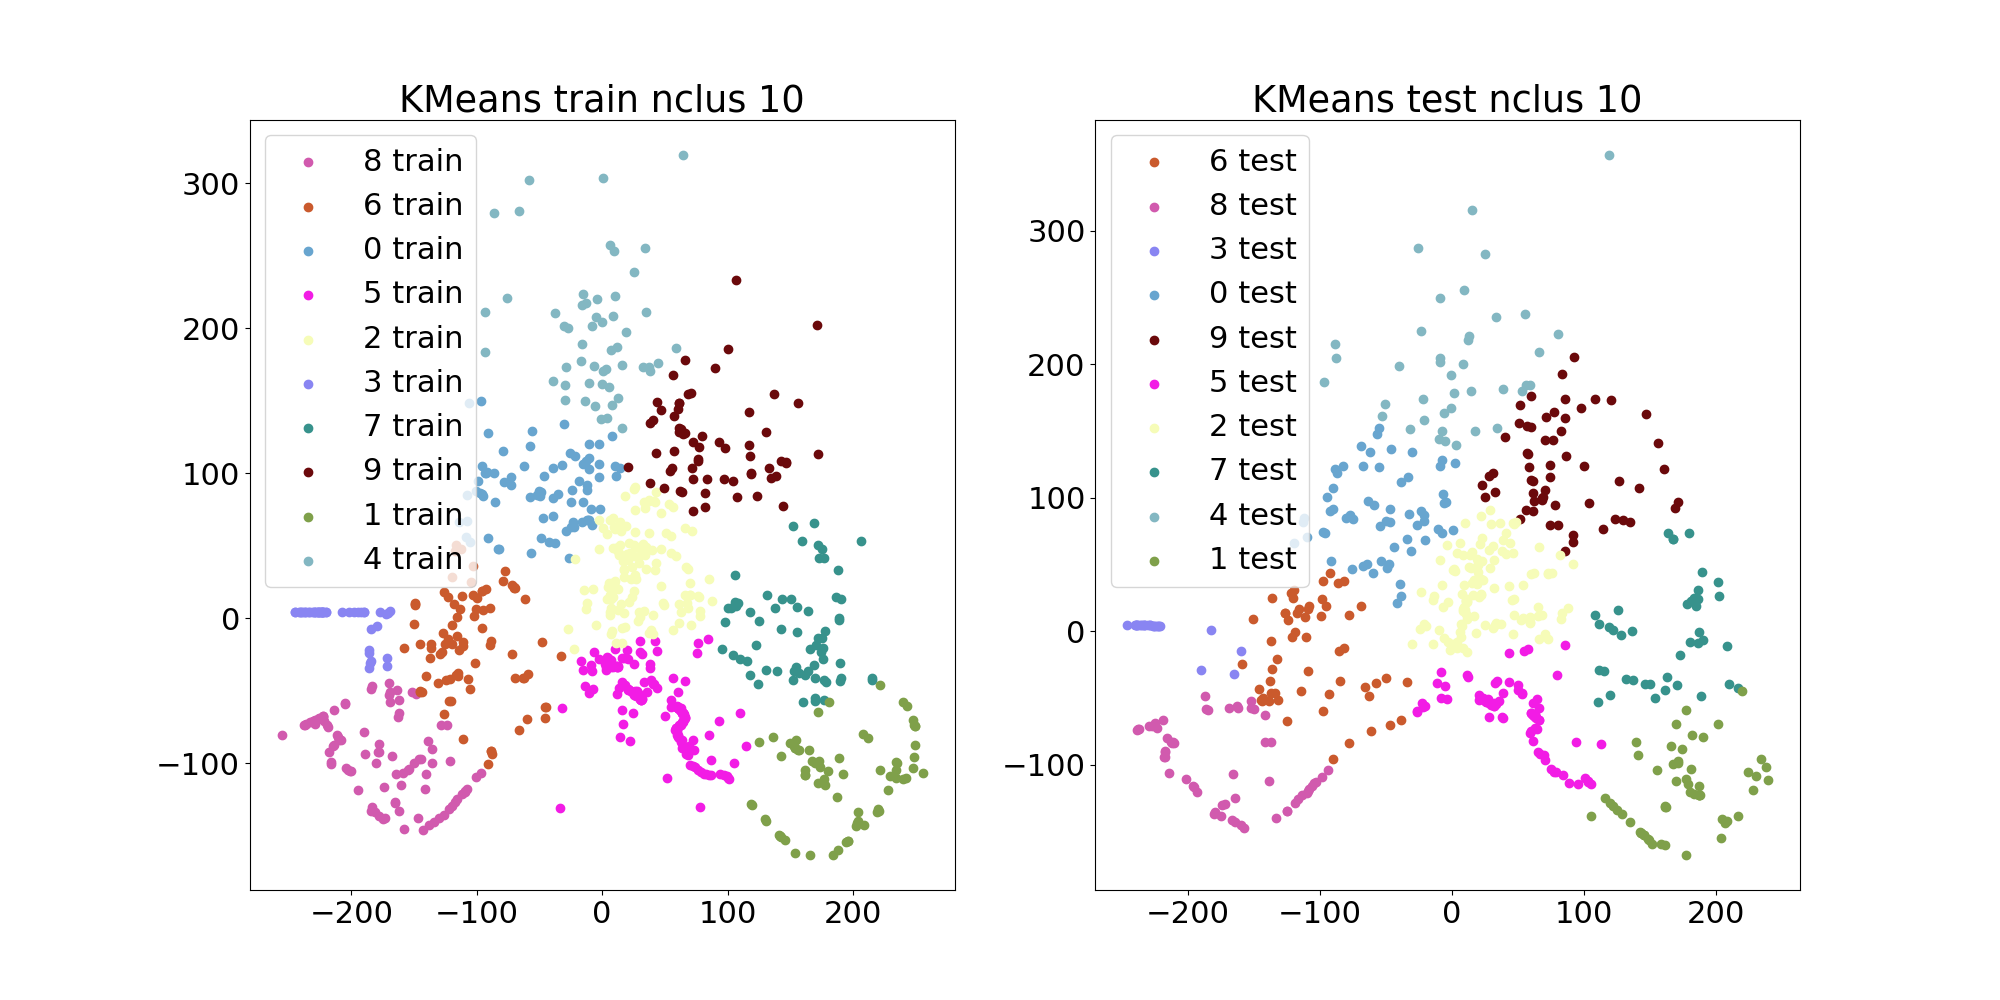 KMeans train nclus 10
300
200
100
0
−100
−200
−100
0
100
200
8 train
6 train
0 train
5 train
2 train
3 train
7 train
9 train
1 train
4 train
KMeans test nclus 10
300
200
100
0
−100
−200
−100
0
100
200
6 test
8 test
3 test
0 test
9 test
5 test
2 test
7 test
4 test
1 test